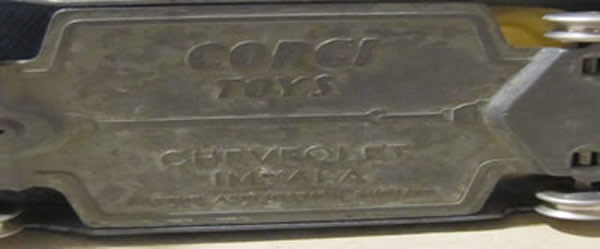 CORGI
TOYS
CHEVROLET
IMPALA